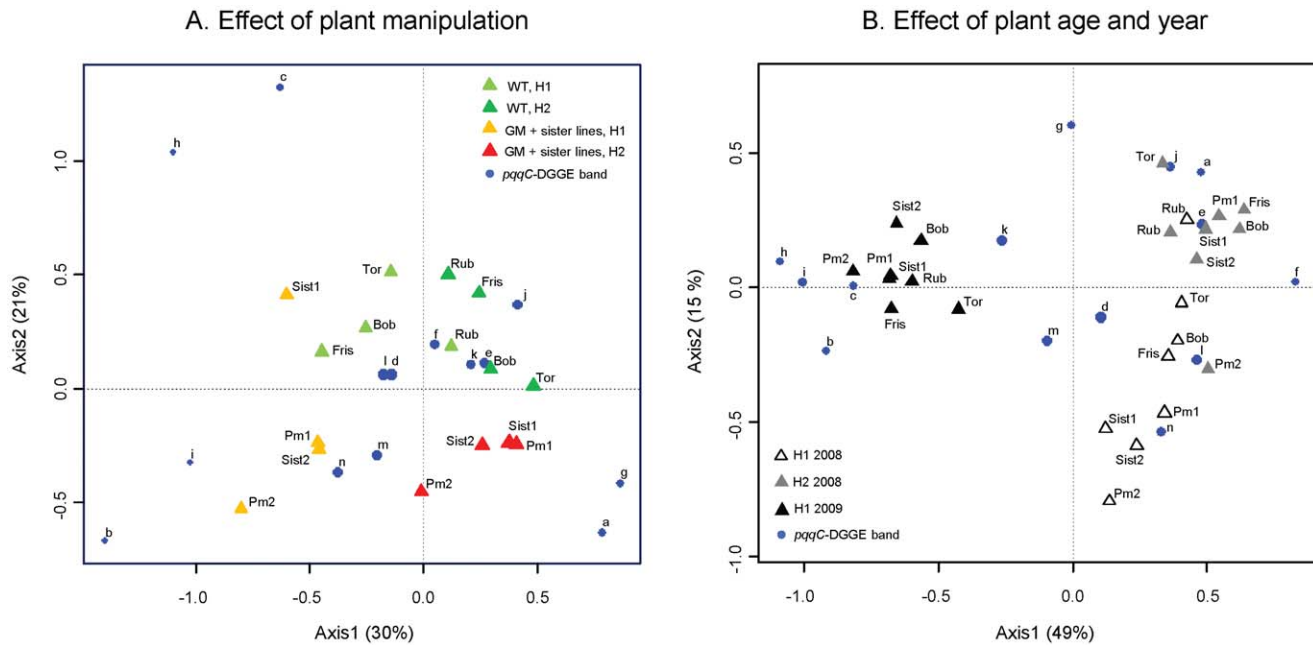 A. Effect of plant manipulation
WT, H1
WT, H2
GM + sister lines, H1
GM + sister lines, H2
pqqC-DGGE band
c
h
Tor
Rub
Fris
Sist1
j
Bob
f
Rub
Fris
k
e
Bob
l d
Tor
Pm1
Sist2
m
Sist1
Sist2
Pm1
i
n
Pm2
Pm2
g
a
b
1.0
0.5
0.0
-0.5
Axis2 (21%)
-1.0 -0.5 0.0 0.5
Axis1 (30%)
B. Effect of plant age and year
g
Tor
j
a
Sist2
Bob
Rub
Pm1
Fris
e
k
Rub
Sist1
Bob
Sist2
h
Pm2
Pm1
Sist1
Rub
i
c
f
Fris
Tor
Tor
d
m
b
Bob
Fris
l
Pm2
Pm1
Sist1
n
Sist2
Pm2
H1 2008
H2 2008
H1 2009
pqqC-DGGE band
0.5
0.0
-0.5
-1.0
Axis2 (15 %)
-1.0 -0.5 0.0 0.5
Axis1 (49%)